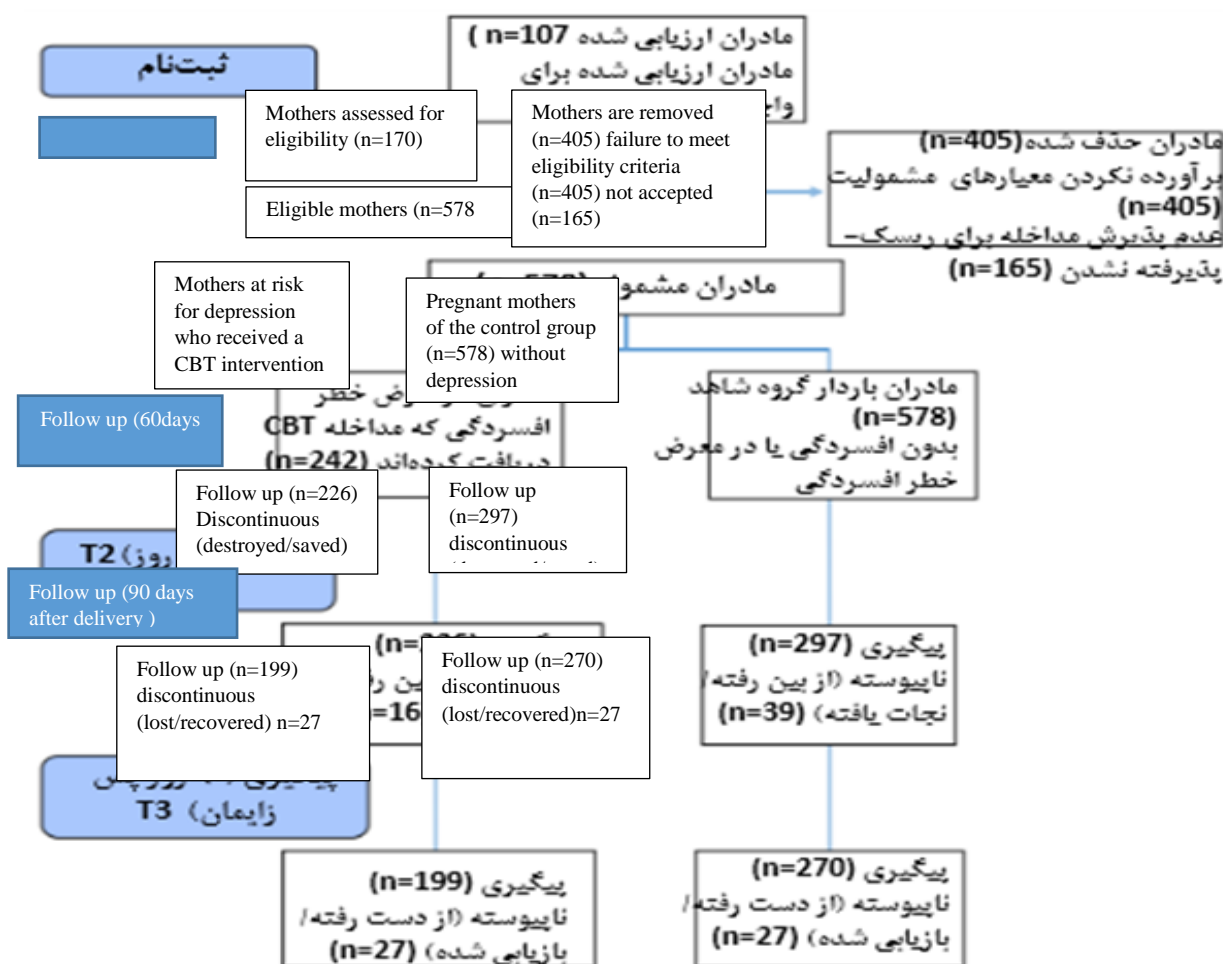 ثبت‌نام
مادران ارزیابی شده n=107 )
مادران ارزیابی شده برای
Mothers assessed for
eligibility (n=170)
Mothers are removed
(n=405) failure to meet
eligibility criteria
(n=405) not accepted
(n=165)
Eligible mothers (n=578
مادران حذف شده(n=405)
برآورده نکردن معیارهای مشمولیت
(n=405)
عدم پذیرش مداخله برای ریسک–
پذیرفته نشدن (n=165)
مادران
Mothers at risk
for depression
who received a
CBT intervention
Pregnant mothers
of the control group
(n=578) without
depression
خطر
افسردگی که مداخله CBT
دریافت کرده‌اند (n=242)
مادران باردار گروه شاهد
(n=578)
بدون افسردگی یا در معرض
خطر افسردگی
Follow up (60days
Follow up (n=226)
Discontinuous
(destroyed/saved)
Follow up
(n=297)
discontinuous
روز) T2
Follow up (90 days
after delivery )
پیگیری (n=297)
ناپیوسته (از بین رفته/
نجات یافته) (n=39)
Follow up (n=199)
discontinuous
(lost/recovered) n=27
Follow up (n=270)
discontinuous
(lost/recovered)n=27
زایمان) T3
پیگیری (n=199)
ناپیوسته (از دست رفته/
بازیابی شده) (n=27)
پیگیری (n=270)
ناپیوسته (از دست رفته/
بازیابی شده) (n=27)